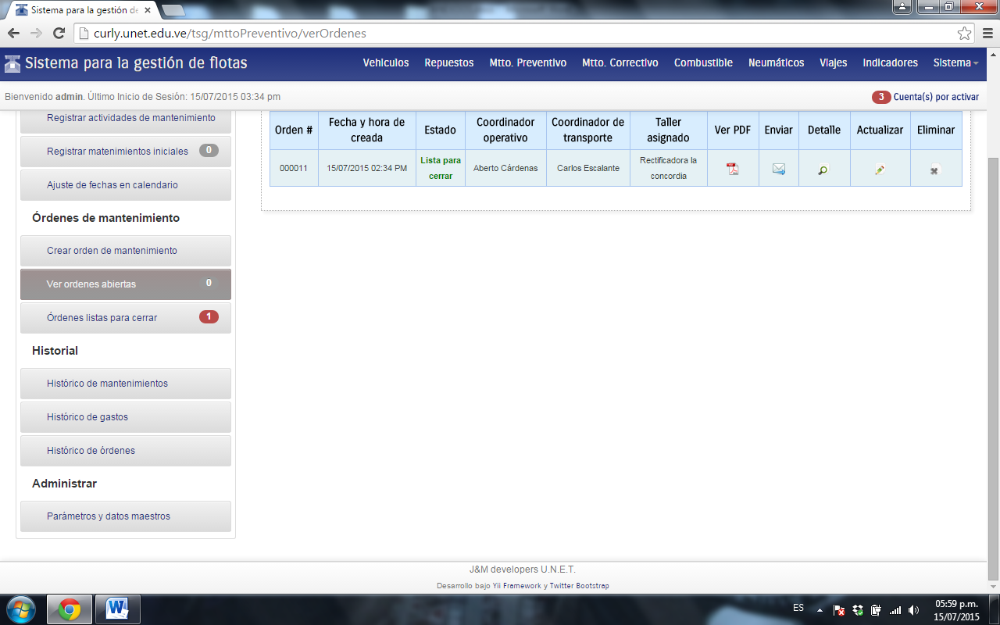 Sistema para la gestión de
curly.unet.edu.ve/tsg/mttoPreventivo/verOrdenes
Sistema para la gestión de flotas
Vehiculos Repuestos Mtto. Preventivo Mtto. Correctivo Combustible Neumáticos Viajes Indicadores Sistema
Bienvenido admin. Último Inicio de Sesión: 15/07/2015 03:34 pm
3 Cuenta(s) por activar
Registrar actividades de mantenimiento
Registrar matenimientos iniciales 0
Ajuste de fechas en calendario
Órdenes de mantenimiento
Crear orden de mantenimiento
Ver ordenes abiertas 0
Órdenes listas para cerrar 1
Historial
Histórico de mantenimientos
Histórico de gastos
Histórico de órdenes
Administrar
Parámetros y datos maestros
Orden # Fecha y hora de creada Estado Coordinador operativo Coordinador de transporte Taller asignado Ver PDF Enviar Detalle Actualizar Eliminar
000011 15/07/2015 02:34 PM Lista para cerrar Aberto Cárdenas Carlos Escalante Rectificadora la concordia
J&M developers U.N.E.T.
Desarrollo bajo Yii Framework y Twitter Bootstrap
ES
05:59 p.m.
15/07/2015